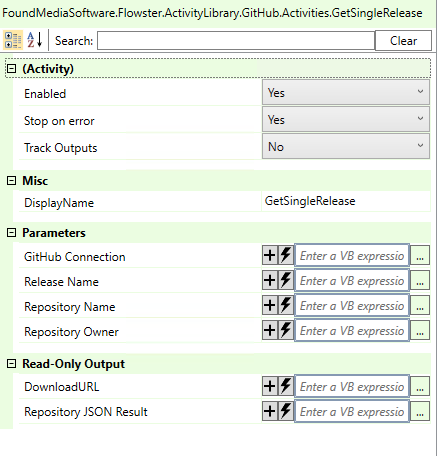 FoundMediaSoftware.Flowster.ActivityLibrary.GitHub.Activities.GetSingleRelease
Search: Clear
(Activity)
Enabled Yes
Stop on error Yes
Track Outputs No
Misc
DisplayName GetSingleRelease
Parameters
GitHub Connection Enter a VB expressio ...
Release Name Enter a VB expressio ...
Repository Name Enter a VB expressio ...
Repository Owner Enter a VB expressio ...
Read-Only Output
DownloadURL Enter a VB expressio ...
Repository JSON Result Enter a VB expressio ...